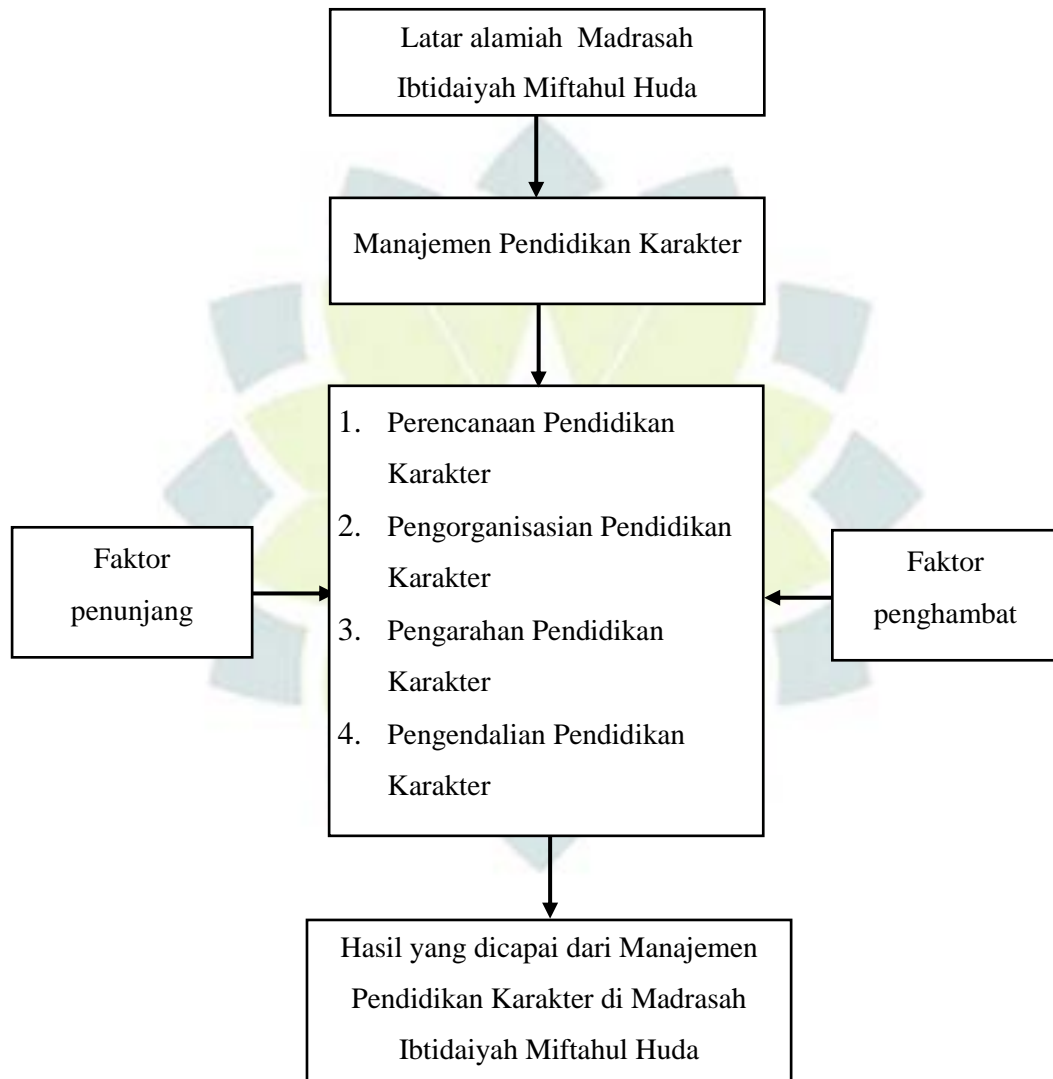 Latar alamiah Madrasah
Ibtidaiyah Miftahul Huda
Manajemen Pendidikan Karakter
1. Perencanaan Pendidikan
Karakter
2. Pengorganisasian Pendidikan
Karakter
3. Pengarahan Pendidikan
Karakter
4. Pengendalian Pendidikan
Karakter
Faktor
penunjang
Faktor
penghambat
Hasil yang dicapai dari Manajemen
Pendidikan Karakter di Madrasah
Ibtidaiyah Miftahul Huda